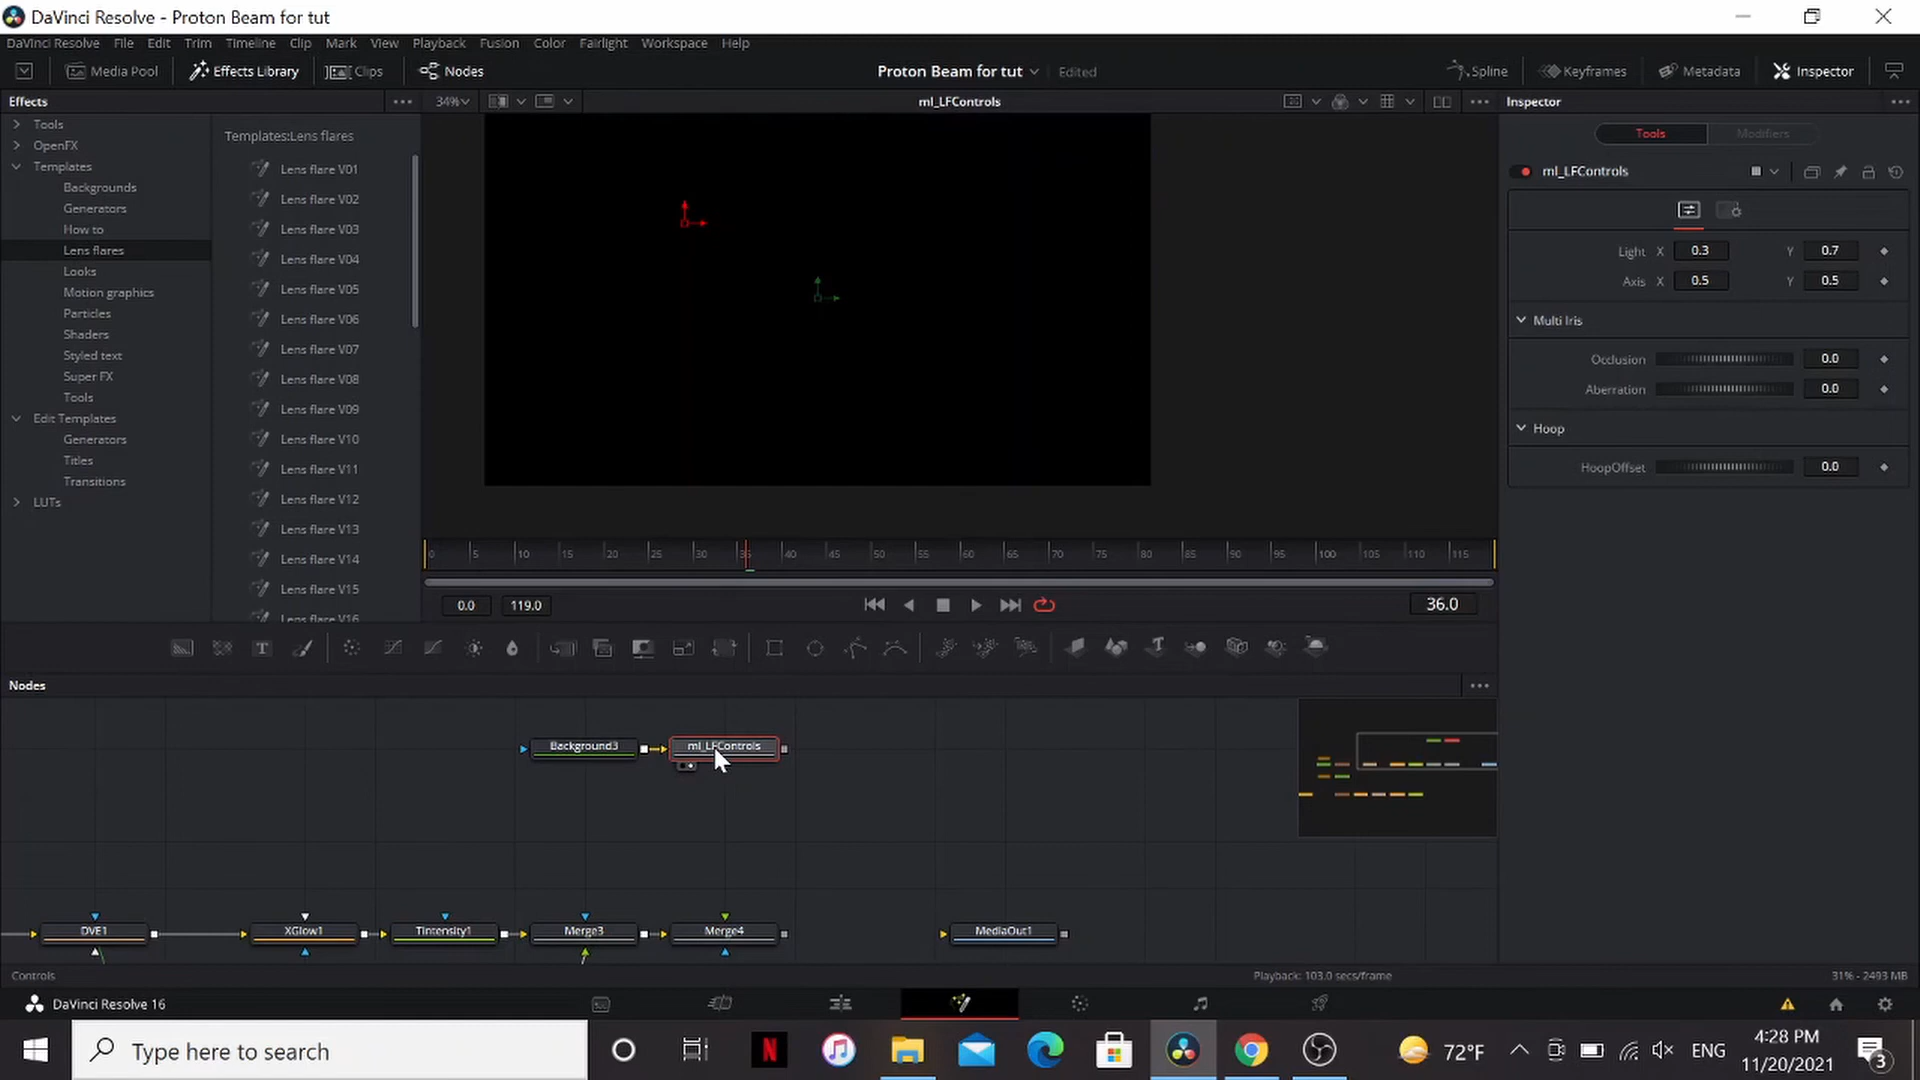 DaVinci Resolve - Proton Beam for tut
DaVinci Resolve File Edit Trim Timeline Clip Mark View Playback Fusion Color Fairlight Workspace Help
Media Pool Effects Library Clips Nodes Proton Beam for tut Edited Spline Keyframes Metadata Inspector
Effects 34% ml_LFControls Inspector
Tools
OpenFX
Templates
Backgrounds
Generators
How to
Lens flares
Looks
Motion graphics
Particles
Shaders
Styled text
Super FX
Tools
Edit Templates
Generators
Titles
Transitions
LUTs
Templates:Lens flares
Lens flare V01
Lens flare V02
Lens flare V03
Lens flare V04
Lens flare V05
Lens flare V06
Lens flare V07
Lens flare V08
Lens flare V09
Lens flare V10
Lens flare V11
Lens flare V12
Lens flare V13
Lens flare V14
Lens flare V15
Lens flare V16
Tools Modifiers
ml_LFControls
Light X 0.3 Y 0.7
Axis X 0.5 Y 0.5
Multi Iris
Occlusion 0.0
Aberration 0.0
Hoop
HoopOffset 0.0
0 5 10 15 20 25 30 35 40 45 50 55 60 65 70 75 80 85 90 95 100 105 110 115
0.0 119.0 36.0
T T
Nodes
Background3 ml_LFControls
DVE1 XGlow1 Tintensity1 Merge3 Merge4 MediaOut1
Controls Playback: 103.0 secs/frame 31% - 2493 MB
DaVinci Resolve 16
Type here to search N 72°F ENG 4:28 PM
11/20/2021 3